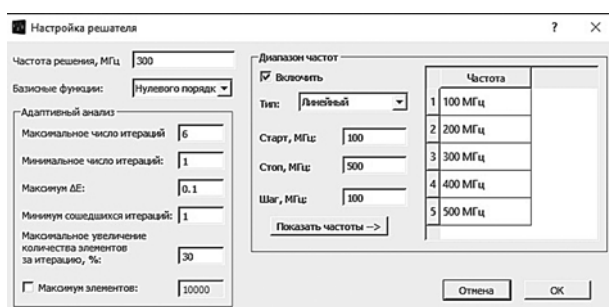 Настройка решателя
?
×
Частота решения, МГц
300
Базисные функции:
Нулевого порядк
Адаптивный анализ
Максимальное число итераций
6
Минимальное число итераций:
1
Максимум ΔE:
0.1
Минимум сошедшихся итераций:
1
Максимальное увеличение
количества элементов
за итерацию, %:
30
Максимум элементов:
10000
Диапазон частот
Включить
Тип:
Линейный
Старт, МГц:
100
Стоп, МГц:
500
Шаг, МГц:
100
Показать частоты -->
Частота
1 100 МГц
2 200 МГц
3 300 МГц
4 400 МГц
5 500 МГц
Отмена
OK